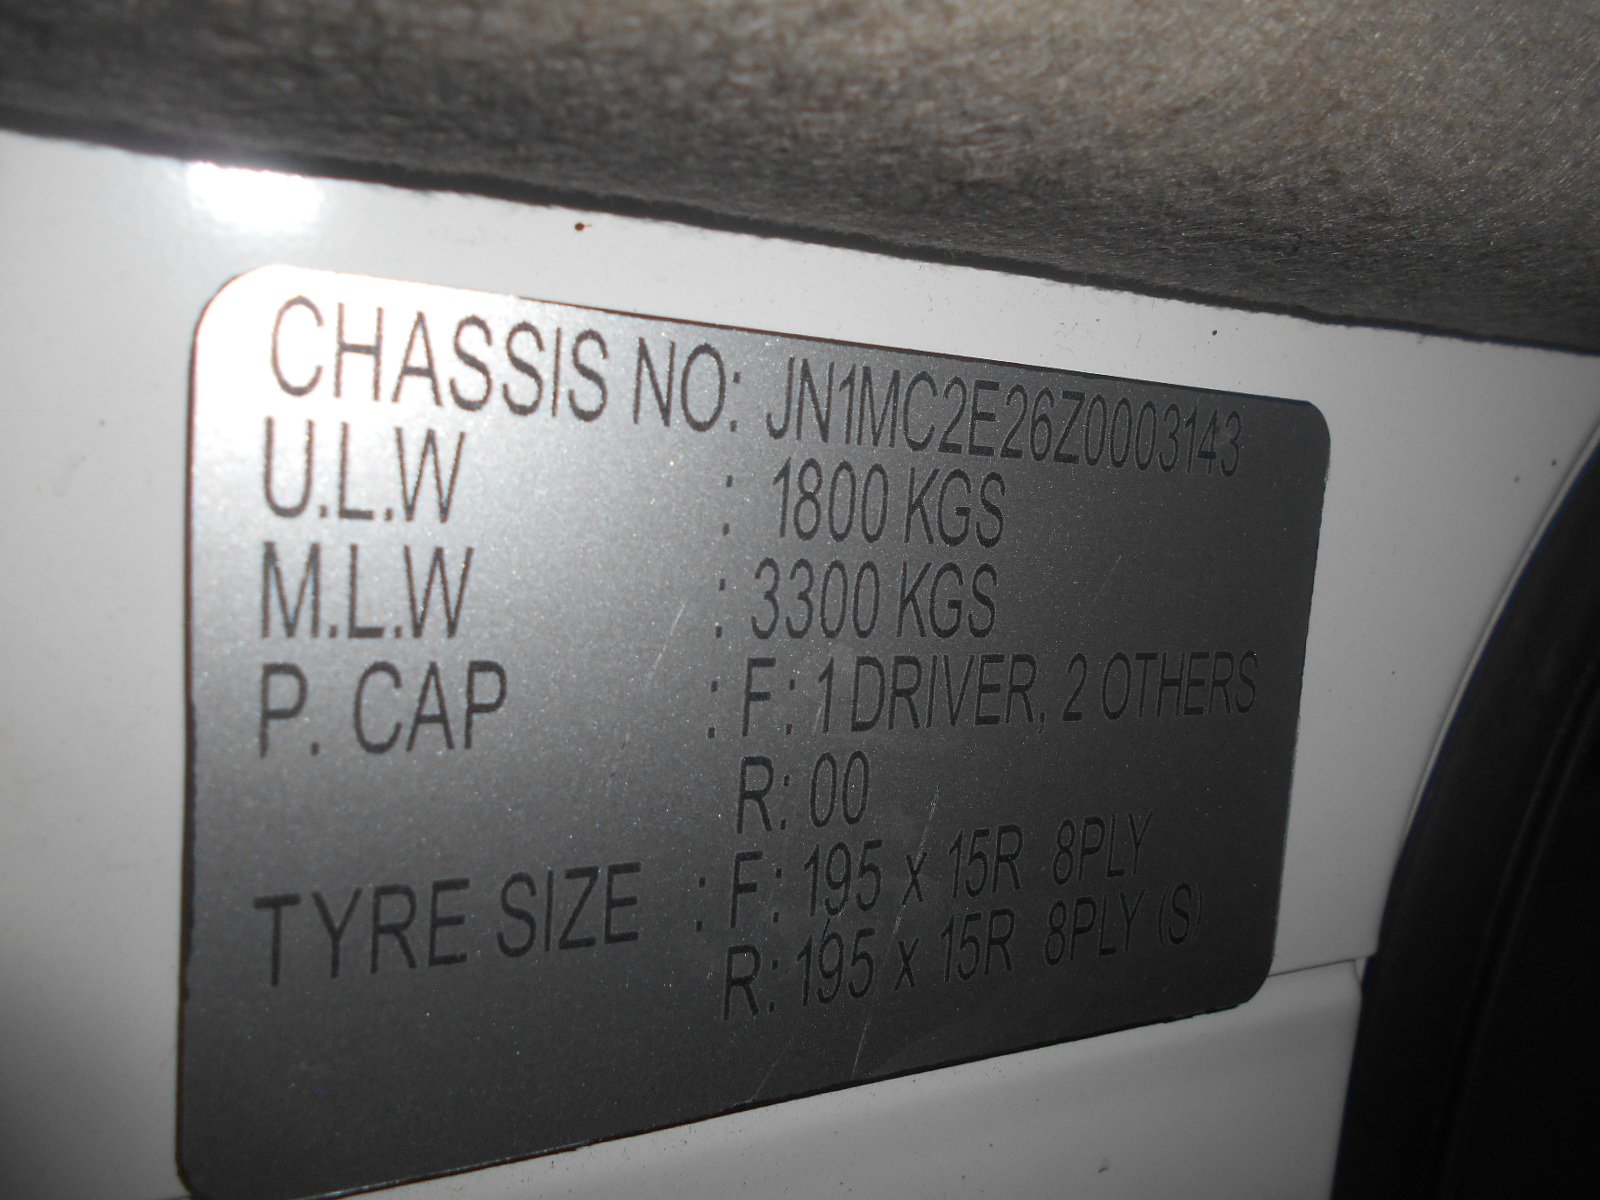 CHASSIS NO: JN1MC2E26Z0003143
U.L.W : 1800 KGS
M.L.W : 3300 KGS
P. CAP : F: 1 DRIVER, 2 OTHERS
R: 00
TYRE SIZE : F: 195 x 15R 8PLY
R: 195 x 15R 8PLY (S)